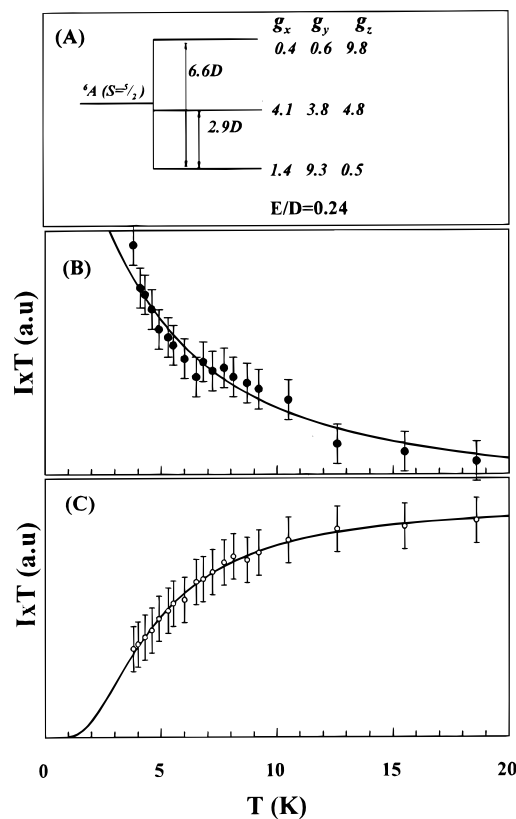 (A)
gx gy gz
0.4 0.6 9.8
6.6D
⁶A (S=⁵/₂)
4.1 3.8 4.8
2.9D
1.4 9.3 0.5
E/D=0.24
(B)
IxT (a.u)
(C)
IxT (a.u)
0 5 10 15 20
T (K)